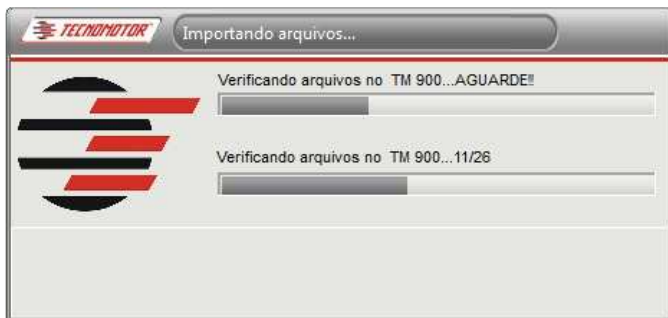 TECNOMOTOR
Importando arquivos...
Verificando arquivos no TM 900...AGUARDE!!
Verificando arquivos no TM 900...11/26